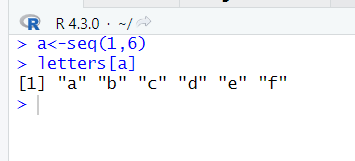 R R 4.3.0 · ~/
> a<-seq(1,6)
> letters[a]
[1] "a" "b" "c" "d" "e" "f"
>